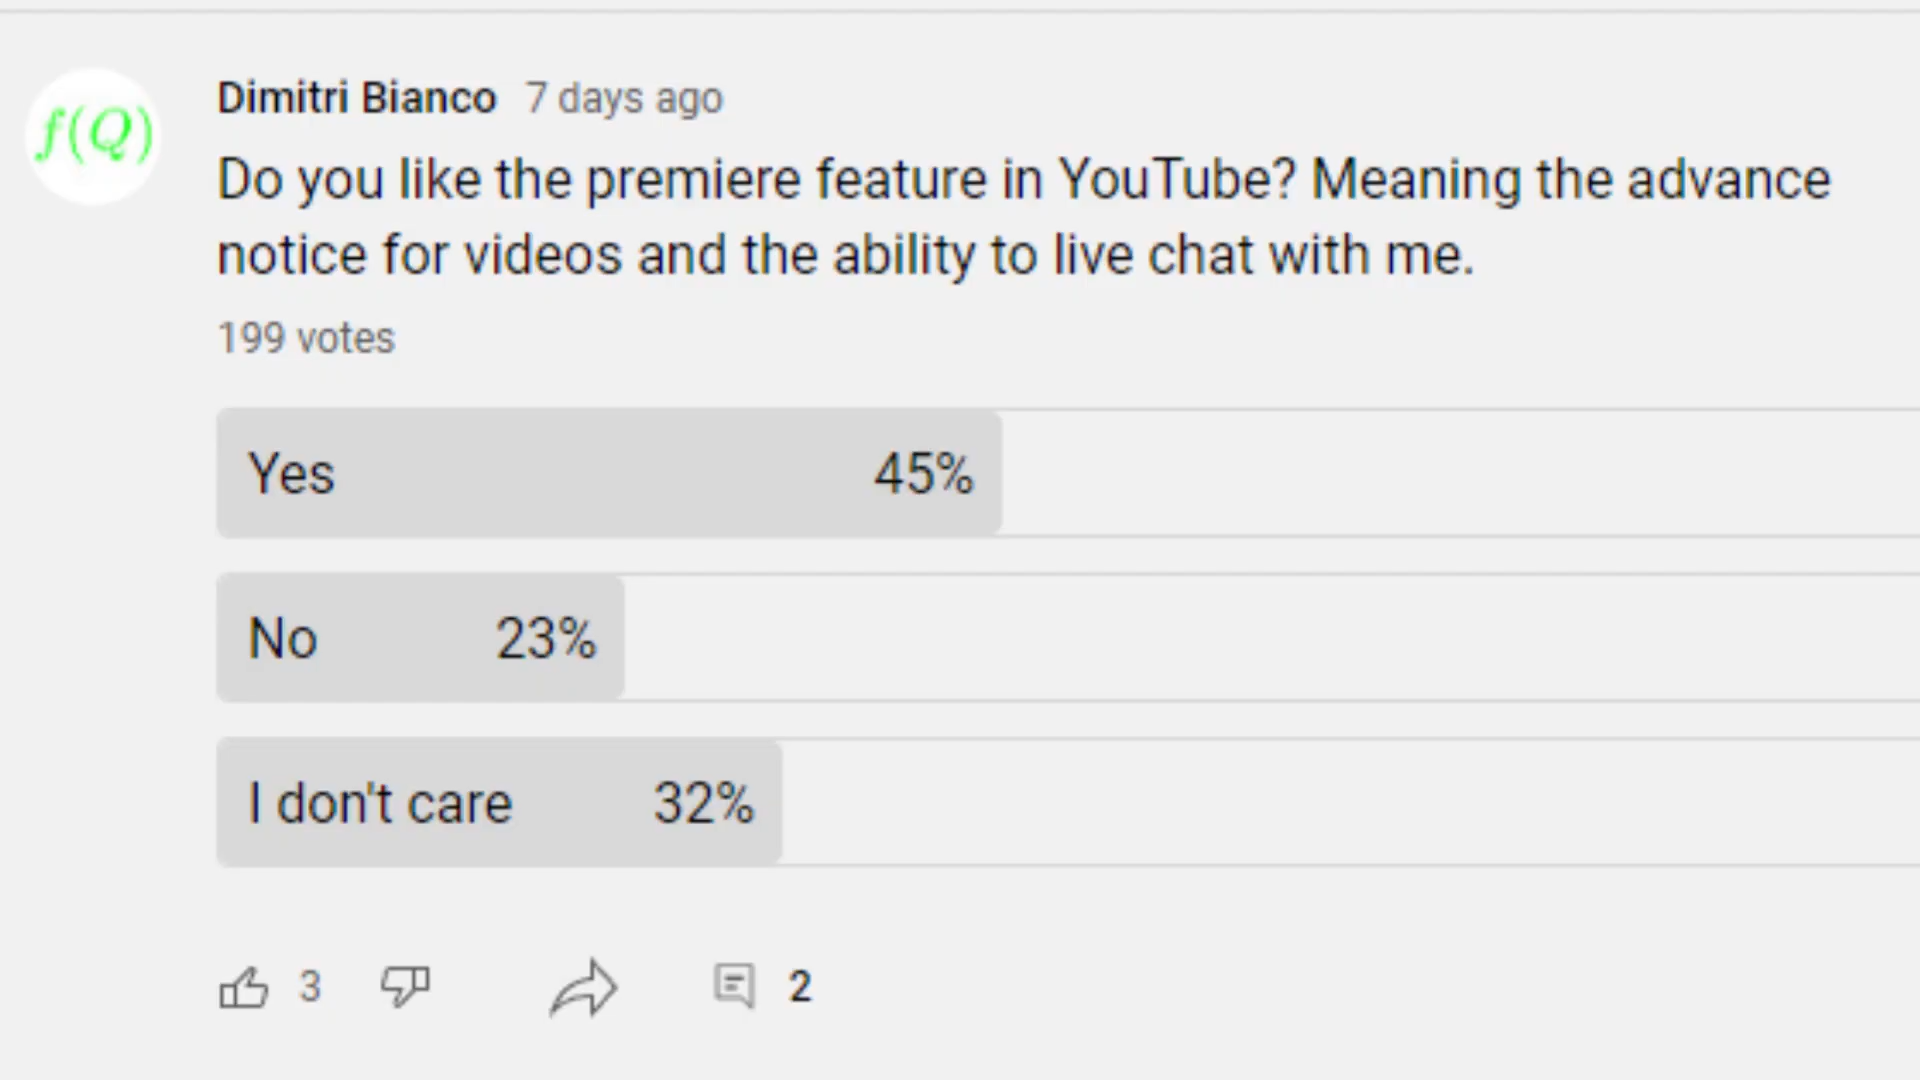 f(Q)
Dimitri Bianco 7 days ago
Do you like the premiere feature in YouTube? Meaning the advance
notice for videos and the ability to live chat with me.
199 votes
Yes 45%
No 23%
I don't care 32%
3 2